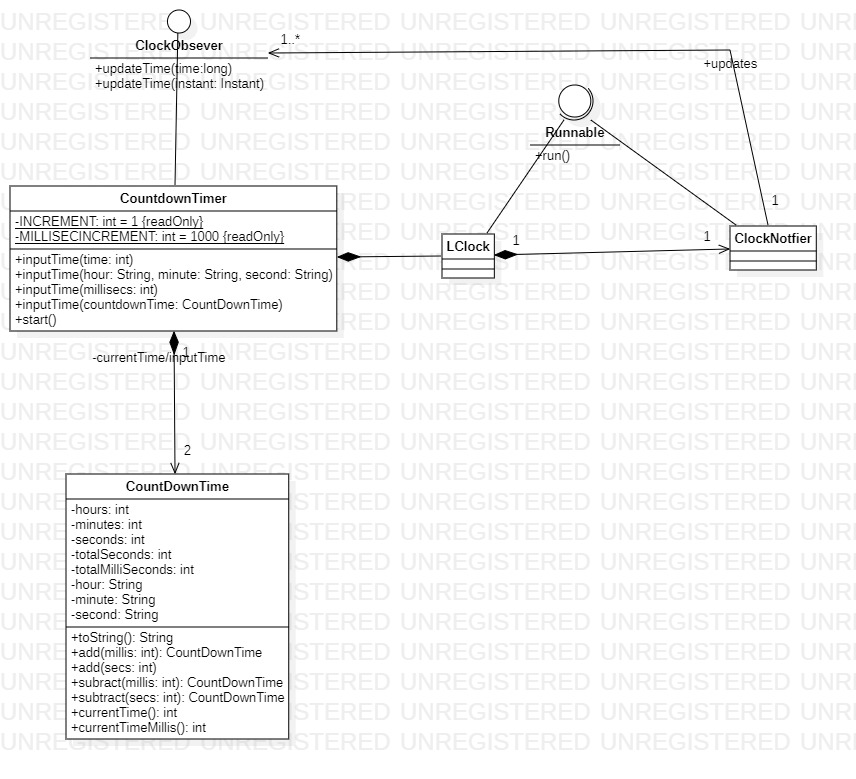 ClockObsever
+updateTime(time:long)
+updateTime(instant: Instant)
1..*
+updates
Runnable
+run()
1
CountdownTimer
-INCREMENT: int = 1 {readOnly}
-MILLISECINCREMENT: int = 1000 {readOnly}
+inputTime(time: int)
+inputTime(hour: String, minute: String, second: String)
+inputTime(millisecs: int)
+inputTime(countdownTime: CountDownTime)
+start()
LClock
1
1
ClockNotfier
1
-currentTime/inputTime
2
CountDownTime
-hours: int
-minutes: int
-seconds: int
-totalSeconds: int
-totalMilliSeconds: int
-hour: String
-minute: String
-second: String
+toString(): String
+add(millis: int): CountDownTime
+add(secs: int)
+subract(millis: int): CountDownTime
+subtract(secs: int): CountDownTime
+currentTime(): int
+currentTimeMillis(): int
UNREGISTERED